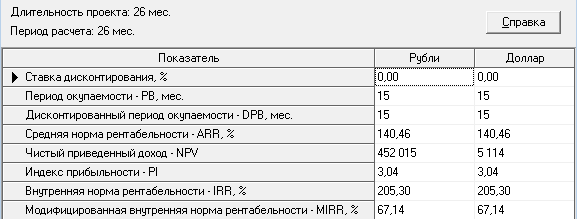 Длительность проекта: 26 мес.
Период расчета: 26 мес.
Справка
Показатель Рубли Доллар
Ставка дисконтирования, % 0,00 0,00
Период окупаемости - PB, мес. 15 15
Дисконтированный период окупаемости - DPB, мес. 15 15
Средняя норма рентабельности - ARR, % 140,46 140,46
Чистый приведенный доход - NPV 452 015 5 114
Индекс прибыльности - PI 3,04 3,04
Внутренняя норма рентабельности - IRR, % 205,30 205,30
Модифицированная внутренняя норма рентабельности - MIRR, % 67,14 67,14